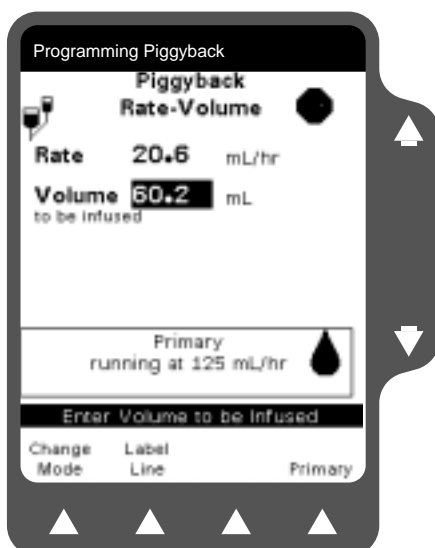 Programming Piggyback
Piggyback
Rate-Volume
Rate 20.6 mL/hr
Volume 60.2 mL
to be infused
Primary
running at 125 mL/hr
Enter Volume to be Infused
Change Label
Mode Line Primary